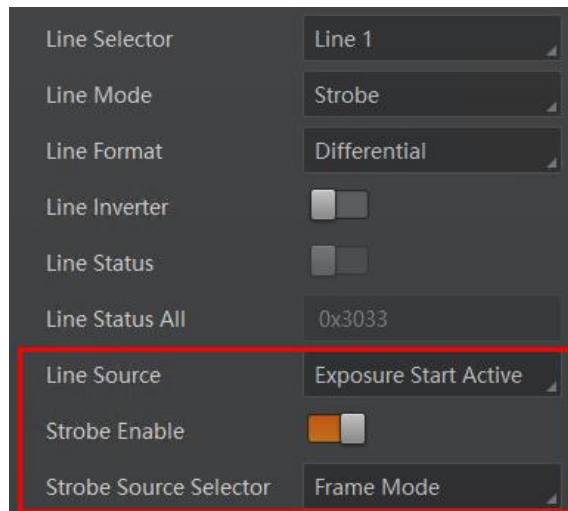 Line Selector Line 1
Line Mode Strobe
Line Format Differential
Line Inverter
Line Status
Line Status All 0x3033
Line Source Exposure Start Active
Strobe Enable
Strobe Source Selector Frame Mode